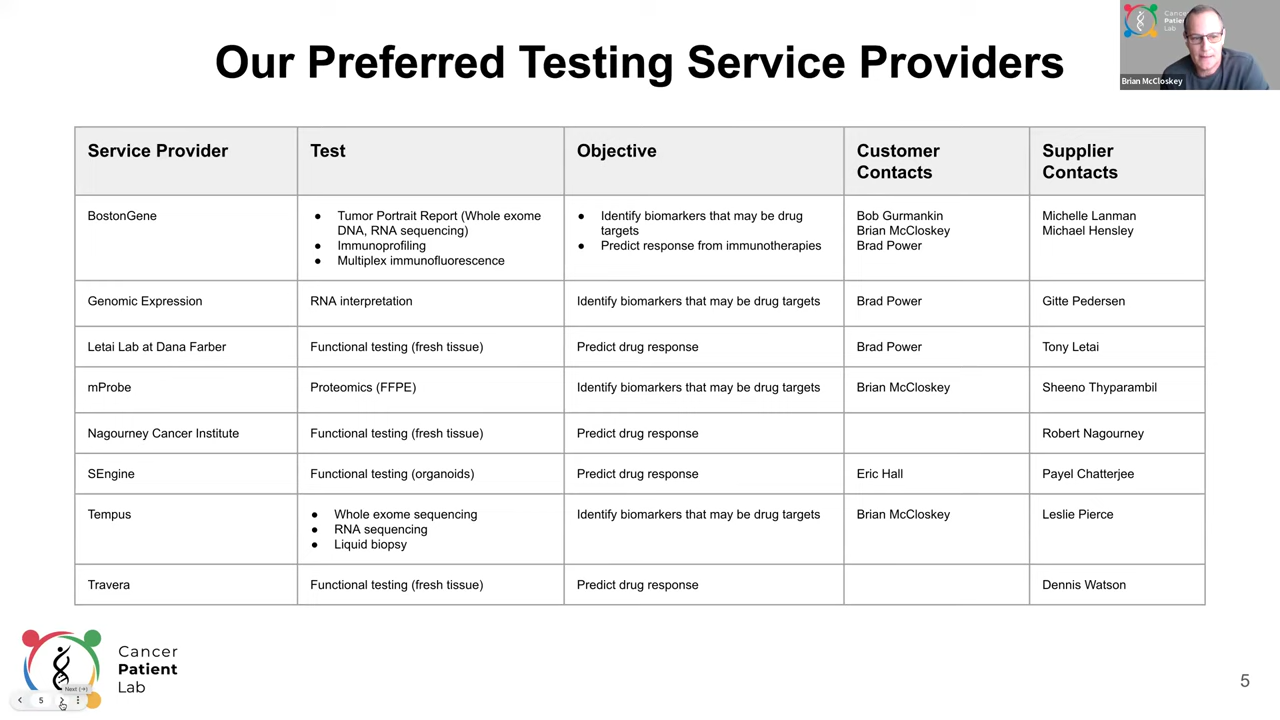 Our Preferred Testing Service Providers
Cancer
Patient
Lab
Brian McCloskey
Service Provider
Test
Objective
Customer
Contacts
Supplier
Contacts
BostonGene
● Tumor Portrait Report (Whole exome
DNA, RNA sequencing)
● Immunoprofiling
● Multiplex immunofluorescence
● Identify biomarkers that may be drug
targets
● Predict response from immunotherapies
Bob Gurmankin
Brian McCloskey
Brad Power
Michelle Lanman
Michael Hensley
Genomic Expression
RNA interpretation
Identify biomarkers that may be drug targets
Brad Power
Gitte Pedersen
Letai Lab at Dana Farber
Functional testing (fresh tissue)
Predict drug response
Brad Power
Tony Letai
mProbe
Proteomics (FFPE)
Identify biomarkers that may be drug targets
Brian McCloskey
Sheeno Thyparambil
Nagourney Cancer Institute
Functional testing (fresh tissue)
Predict drug response
Robert Nagourney
SEngine
Functional testing (organoids)
Predict drug response
Eric Hall
Payel Chatterjee
Tempus
● Whole exome sequencing
● RNA sequencing
● Liquid biopsy
Identify biomarkers that may be drug targets
Brian McCloskey
Leslie Pierce
Travera
Functional testing (fresh tissue)
Predict drug response
Dennis Watson
Cancer
Patient
Lab
Next (→)
5
5